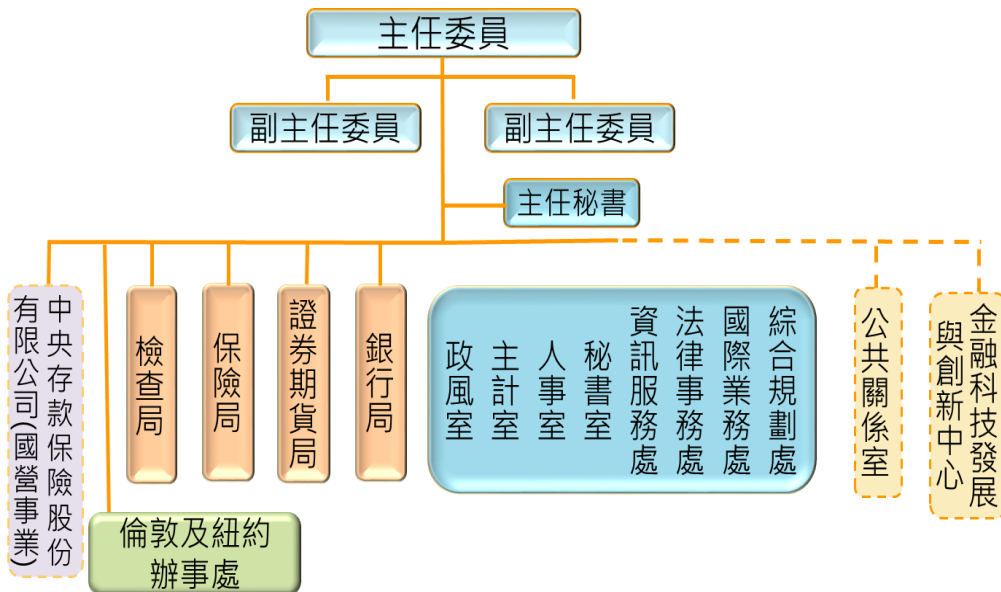 主任委員
副主任委員
副主任委員
主任秘書
中央存款保險股份
有限公司(國營事業)
倫敦及紐約
辦事處
檢查局
保險局
證券期貨局
銀行局
政風室
主計室
人事室
秘書室
資訊服務處
法律事務處
國際業務處
綜合規劃處
公共關係室
金融科技發展
與創新中心